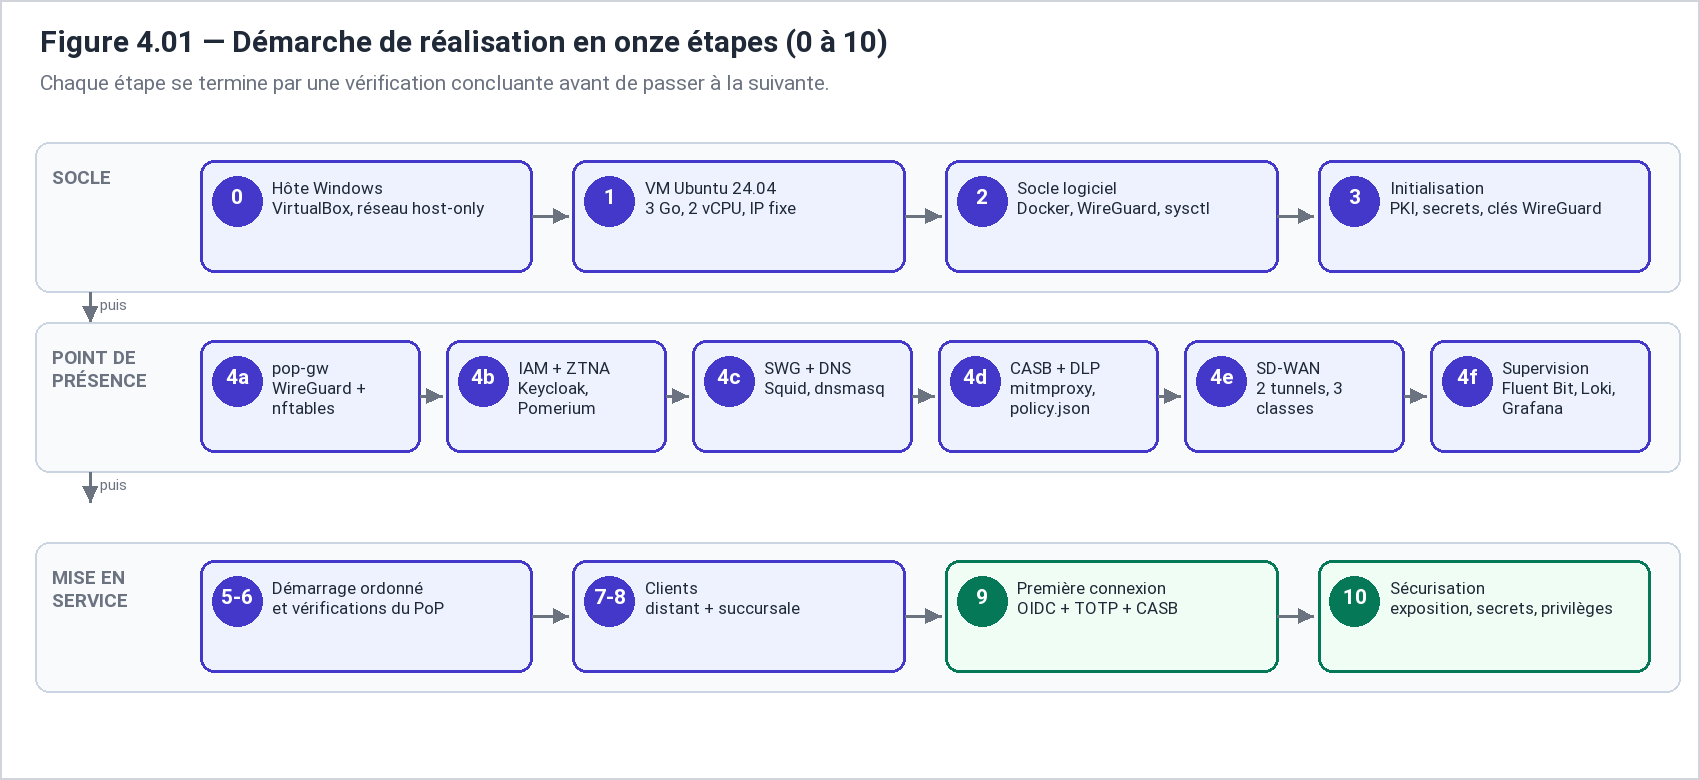 Figure 4.01 — Démarche de réalisation en onze étapes (0 à 10)
Chaque étape se termine par une vérification concluante avant de passer à la suivante.
SOCLE
0
Hôte Windows
VirtualBox, réseau host-only
1
VM Ubuntu 24.04
3 Go, 2 vCPU, IP fixe
2
Socle logiciel
Docker, WireGuard, sysctl
3
Initialisation
PKI, secrets, clés WireGuard
puis
POINT DE
PRÉSENCE
4a
pop-gw
WireGuard +
nftables
4b
IAM + ZTNA
Keycloak,
Pomerium
4c
SWG + DNS
Squid, dnsmasq
4d
CASB + DLP
mitmproxy,
policy.json
4e
SD-WAN
2 tunnels, 3
classes
4f
Supervision
Fluent Bit, Loki,
Grafana
puis
MISE EN
SERVICE
5-6
Démarrage ordonné
et vérifications du PoP
7-8
Clients
distant + succursale
9
Première connexion
OIDC + TOTP + CASB
10
Sécurisation
exposition, secrets, privilèges